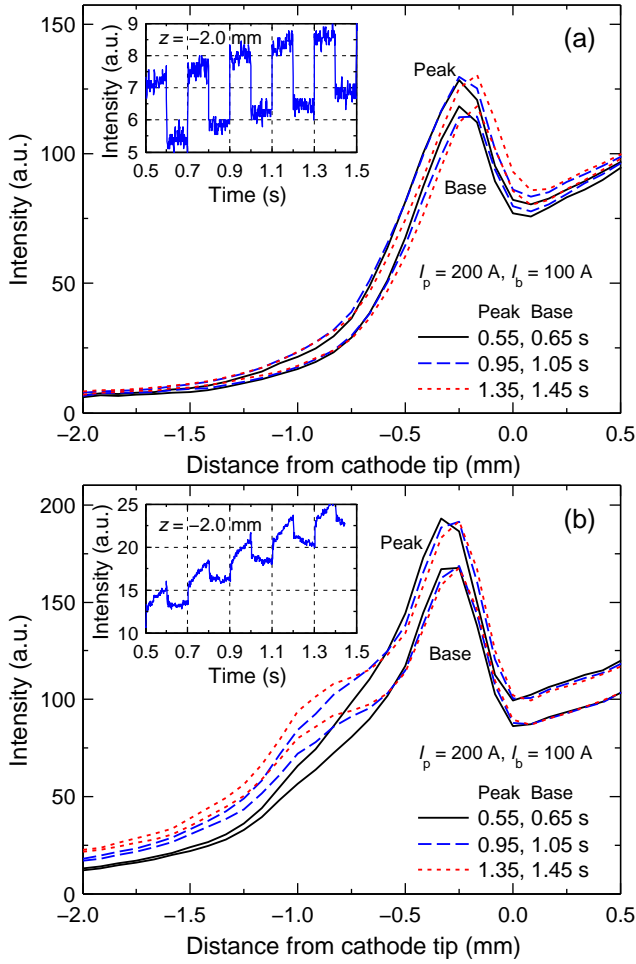 (a)
z = −2.0 mm
Intensity (a.u.)
9
8
7
6
5
0.5 0.7 0.9 1.1 1.3 1.5
Time (s)
Peak
Base
Intensity (a.u.)
150
100
50
0
I_p = 200 A, I_b = 100 A
Peak Base
0.55, 0.65 s
0.95, 1.05 s
1.35, 1.45 s
−2.0 −1.5 −1.0 −0.5 0.0 0.5
Distance from cathode tip (mm)
(b)
z = −2.0 mm
Intensity (a.u.)
25
20
15
10
0.5 0.7 0.9 1.1 1.3 1.5
Time (s)
Peak
Base
Intensity (a.u.)
200
150
100
50
0
I_p = 200 A, I_b = 100 A
Peak Base
0.55, 0.65 s
0.95, 1.05 s
1.35, 1.45 s
−2.0 −1.5 −1.0 −0.5 0.0 0.5
Distance from cathode tip (mm)